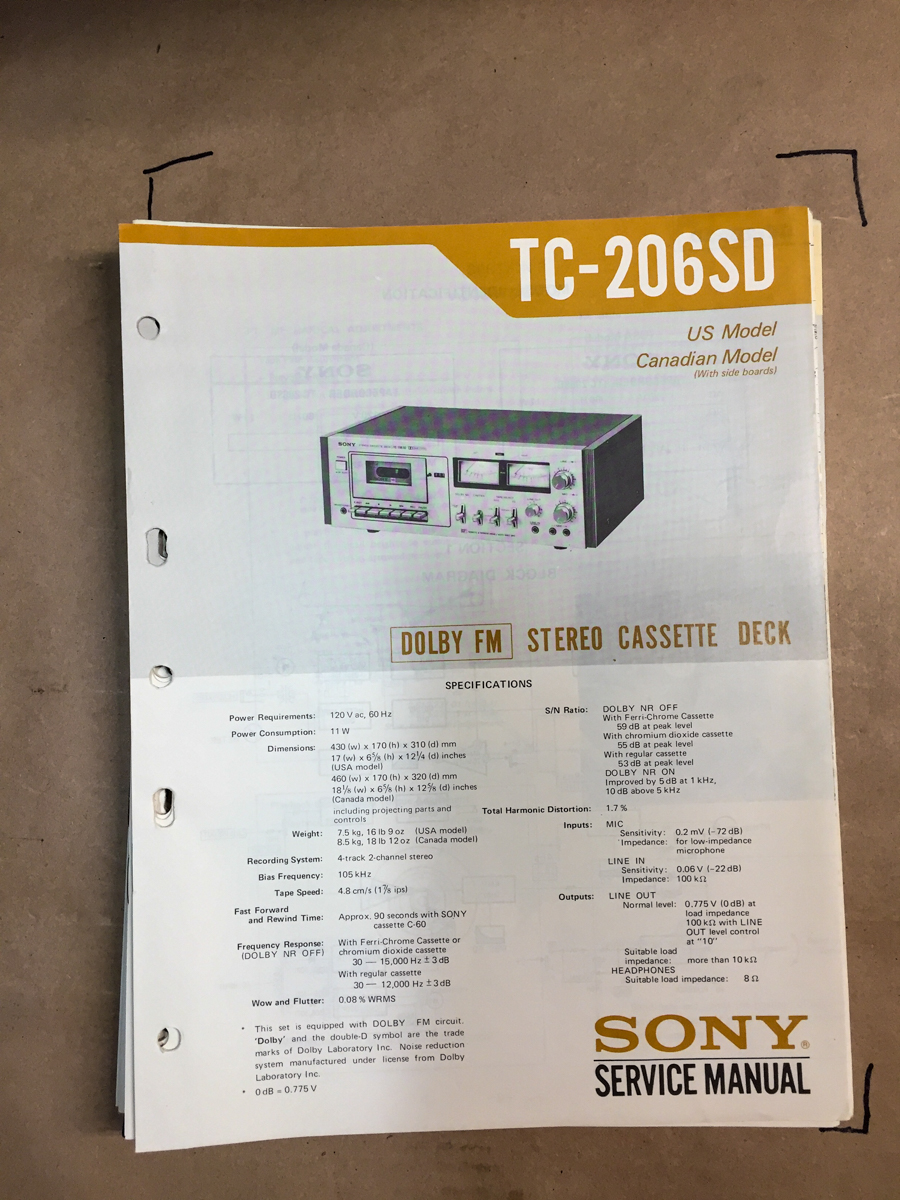 TC-206SD
US Model
Canadian Model
(With side boards)
SONY
DOLBY FM STEREO CASSETTE DECK
SPECIFICATIONS
Power Requirements: 120 V ac, 60 Hz
Power Consumption: 11 W
Dimensions: 430 (w) x 170 (h) x 310 (d) mm
17 (w) x 6⅝ (h) x 12¼ (d) inches
(USA model)
460 (w) x 170 (h) x 320 (d) mm
18⅛ (w) x 6⅝ (h) x 12⅝ (d) inches
(Canada model)
including projecting parts and
controls
Weight: 7.5 kg, 16 lb 9 oz (USA model)
8.5 kg, 18 lb 12 oz (Canada model)
Recording System: 4-track 2-channel stereo
Bias Frequency: 105 kHz
Tape Speed: 4.8 cm/s (1⅞ ips)
Fast Forward
and Rewind Time: Approx. 90 seconds with SONY
cassette C-60
Frequency Response: With Ferri-Chrome Cassette or
(DOLBY NR OFF) chromium dioxide cassette
30 — 15,000 Hz ± 3 dB
With regular cassette
30 — 12,000 Hz ± 3 dB
Wow and Flutter: 0.08 % WRMS
* This set is equipped with DOLBY FM circuit.
'Dolby' and the double-D symbol are the trade
marks of Dolby Laboratory Inc. Noise reduction
system manufactured under license from Dolby
Laboratory Inc.
* 0 dB = 0.775 V
S/N Ratio: DOLBY NR OFF
With Ferri-Chrome Cassette
59 dB at peak level
With chromium dioxide cassette
55 dB at peak level
With regular cassette
53 dB at peak level
DOLBY NR ON
Improved by 5 dB at 1 kHz,
10 dB above 5 kHz
Total Harmonic Distortion: 1.7 %
Inputs: MIC
Sensitivity: 0.2 mV (−72 dB)
Impedance: for low-impedance
microphone
LINE IN
Sensitivity: 0.06 V (−22 dB)
Impedance: 100 kΩ
Outputs: LINE OUT
Normal level: 0.775 V (0 dB) at
load impedance
100 kΩ with LINE
OUT level control
at "10"
Suitable load
impedance: more than 10 kΩ
HEADPHONES
Suitable load impedance: 8 Ω
SONY®
SERVICE MANUAL